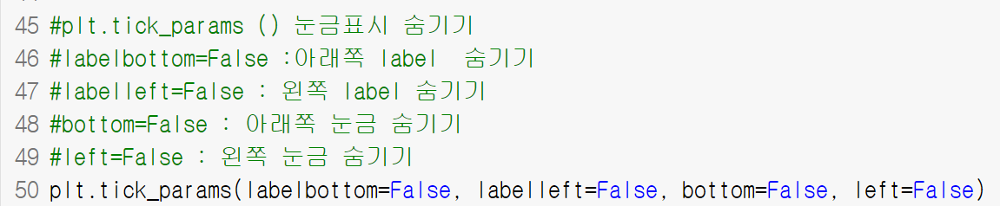 45 #plt.tick_params () 눈금표시 숨기기
46 #labelbottom=False :아래쪽 label  숨기기
47 #labelleft=False : 왼쪽 label 숨기기
48 #bottom=False : 아래쪽 눈금 숨기기
49 #left=False : 왼쪽 눈금 숨기기
50 plt.tick_params(labelbottom=False, labelleft=False, bottom=False, left=False)